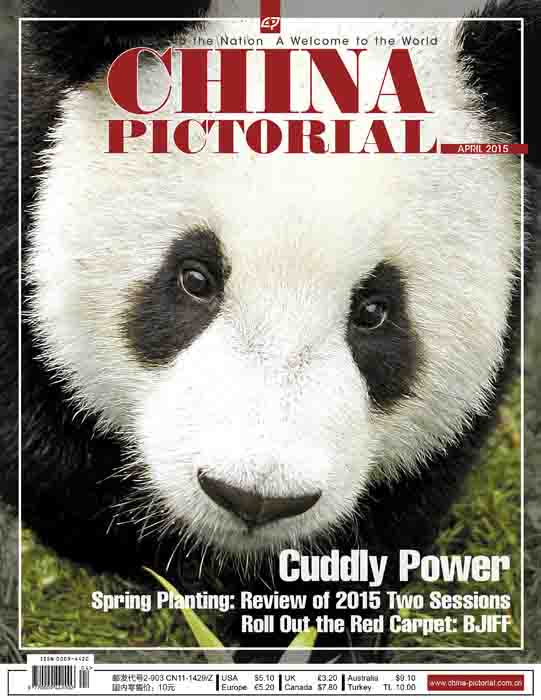 the Nation A Welcome to the World
CHINA
PICTORIAL
APRIL 2015
Cuddly Power
Spring Planting: Review of 2015 Two Sessions
Roll Out the Red Carpet: BJIFF
ISSN 0009-4420
04
邮发代号2-903 CN11-1429/Z
国内零售价：10元
USA $5.10
Europe €5.20
UK £3.20
Canada $7.80
Australia $9.10
Turkey TL.10.00
www.china-pictorial.com.cn